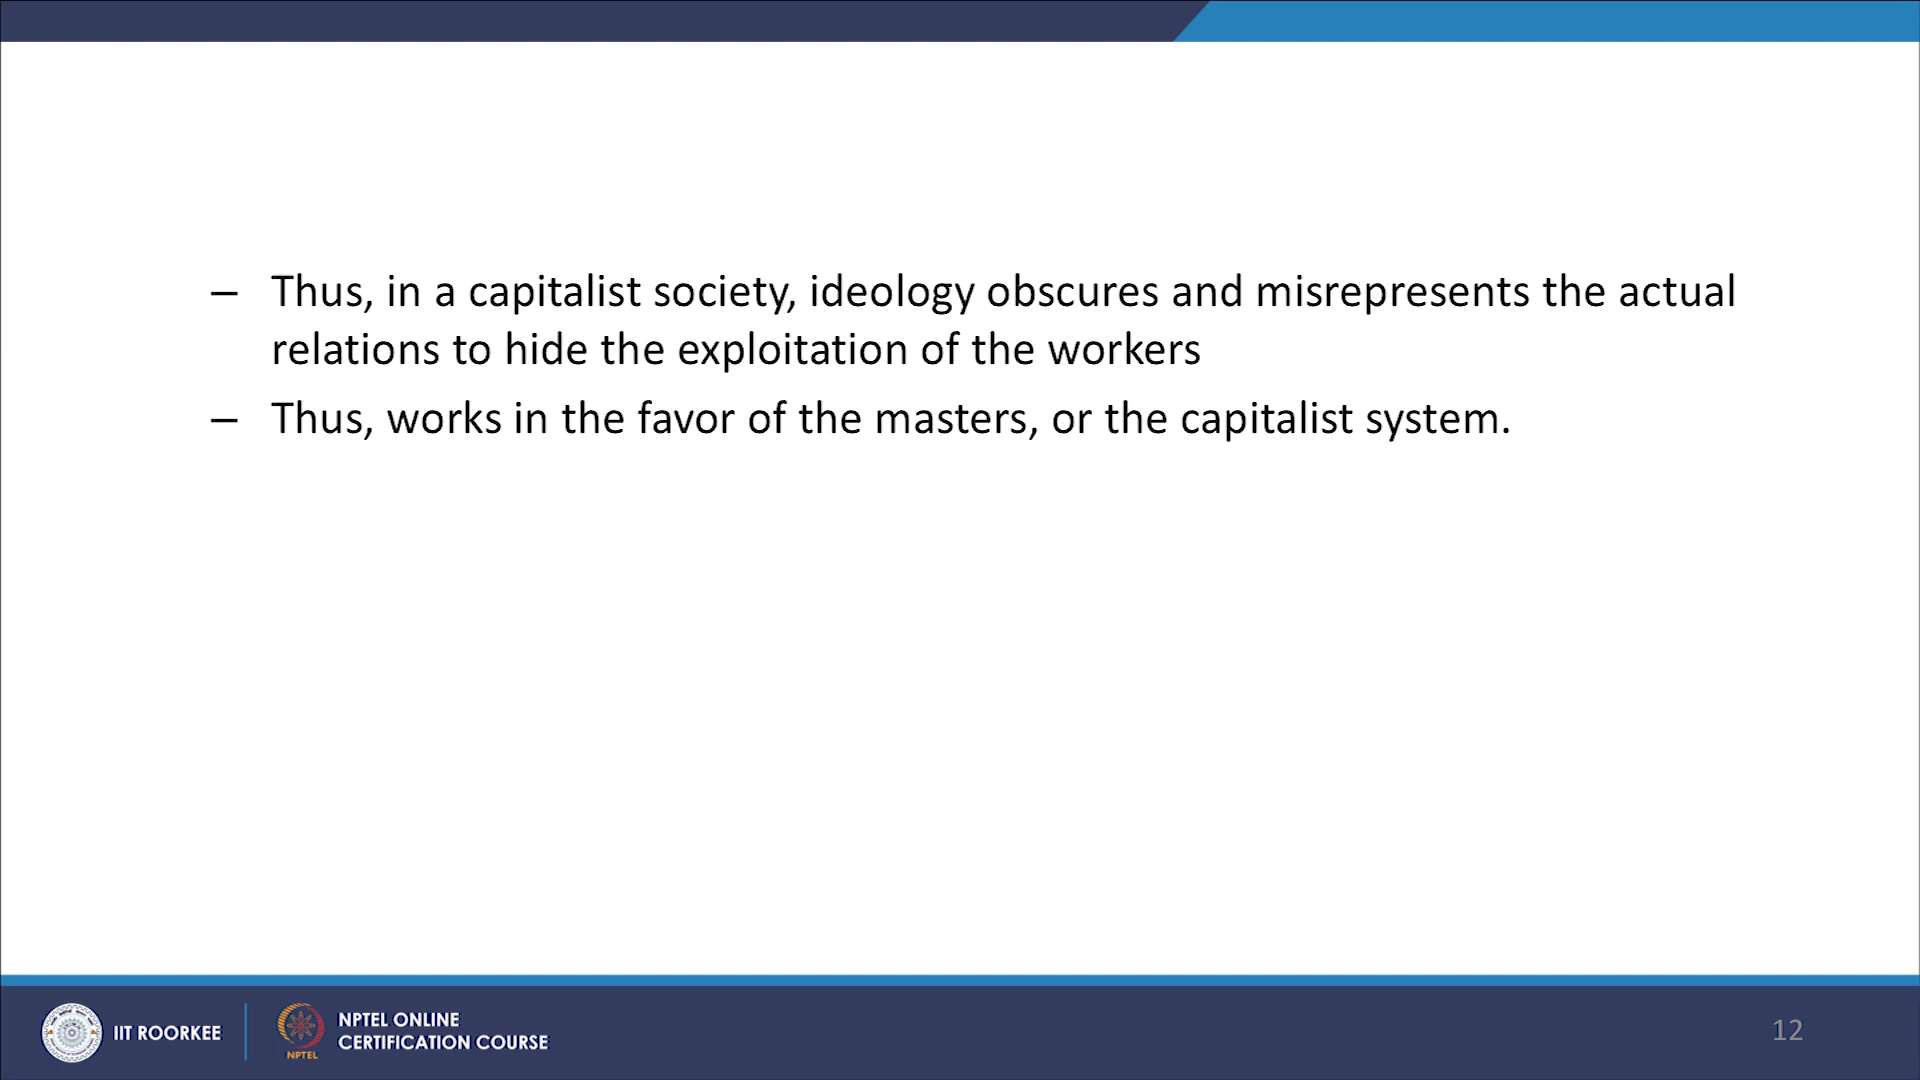 – Thus, in a capitalist society, ideology obscures and misrepresents the actual
relations to hide the exploitation of the workers
– Thus, works in the favor of the masters, or the capitalist system.
IIT ROORKEE
NPTEL
NPTEL ONLINE
CERTIFICATION COURSE
12